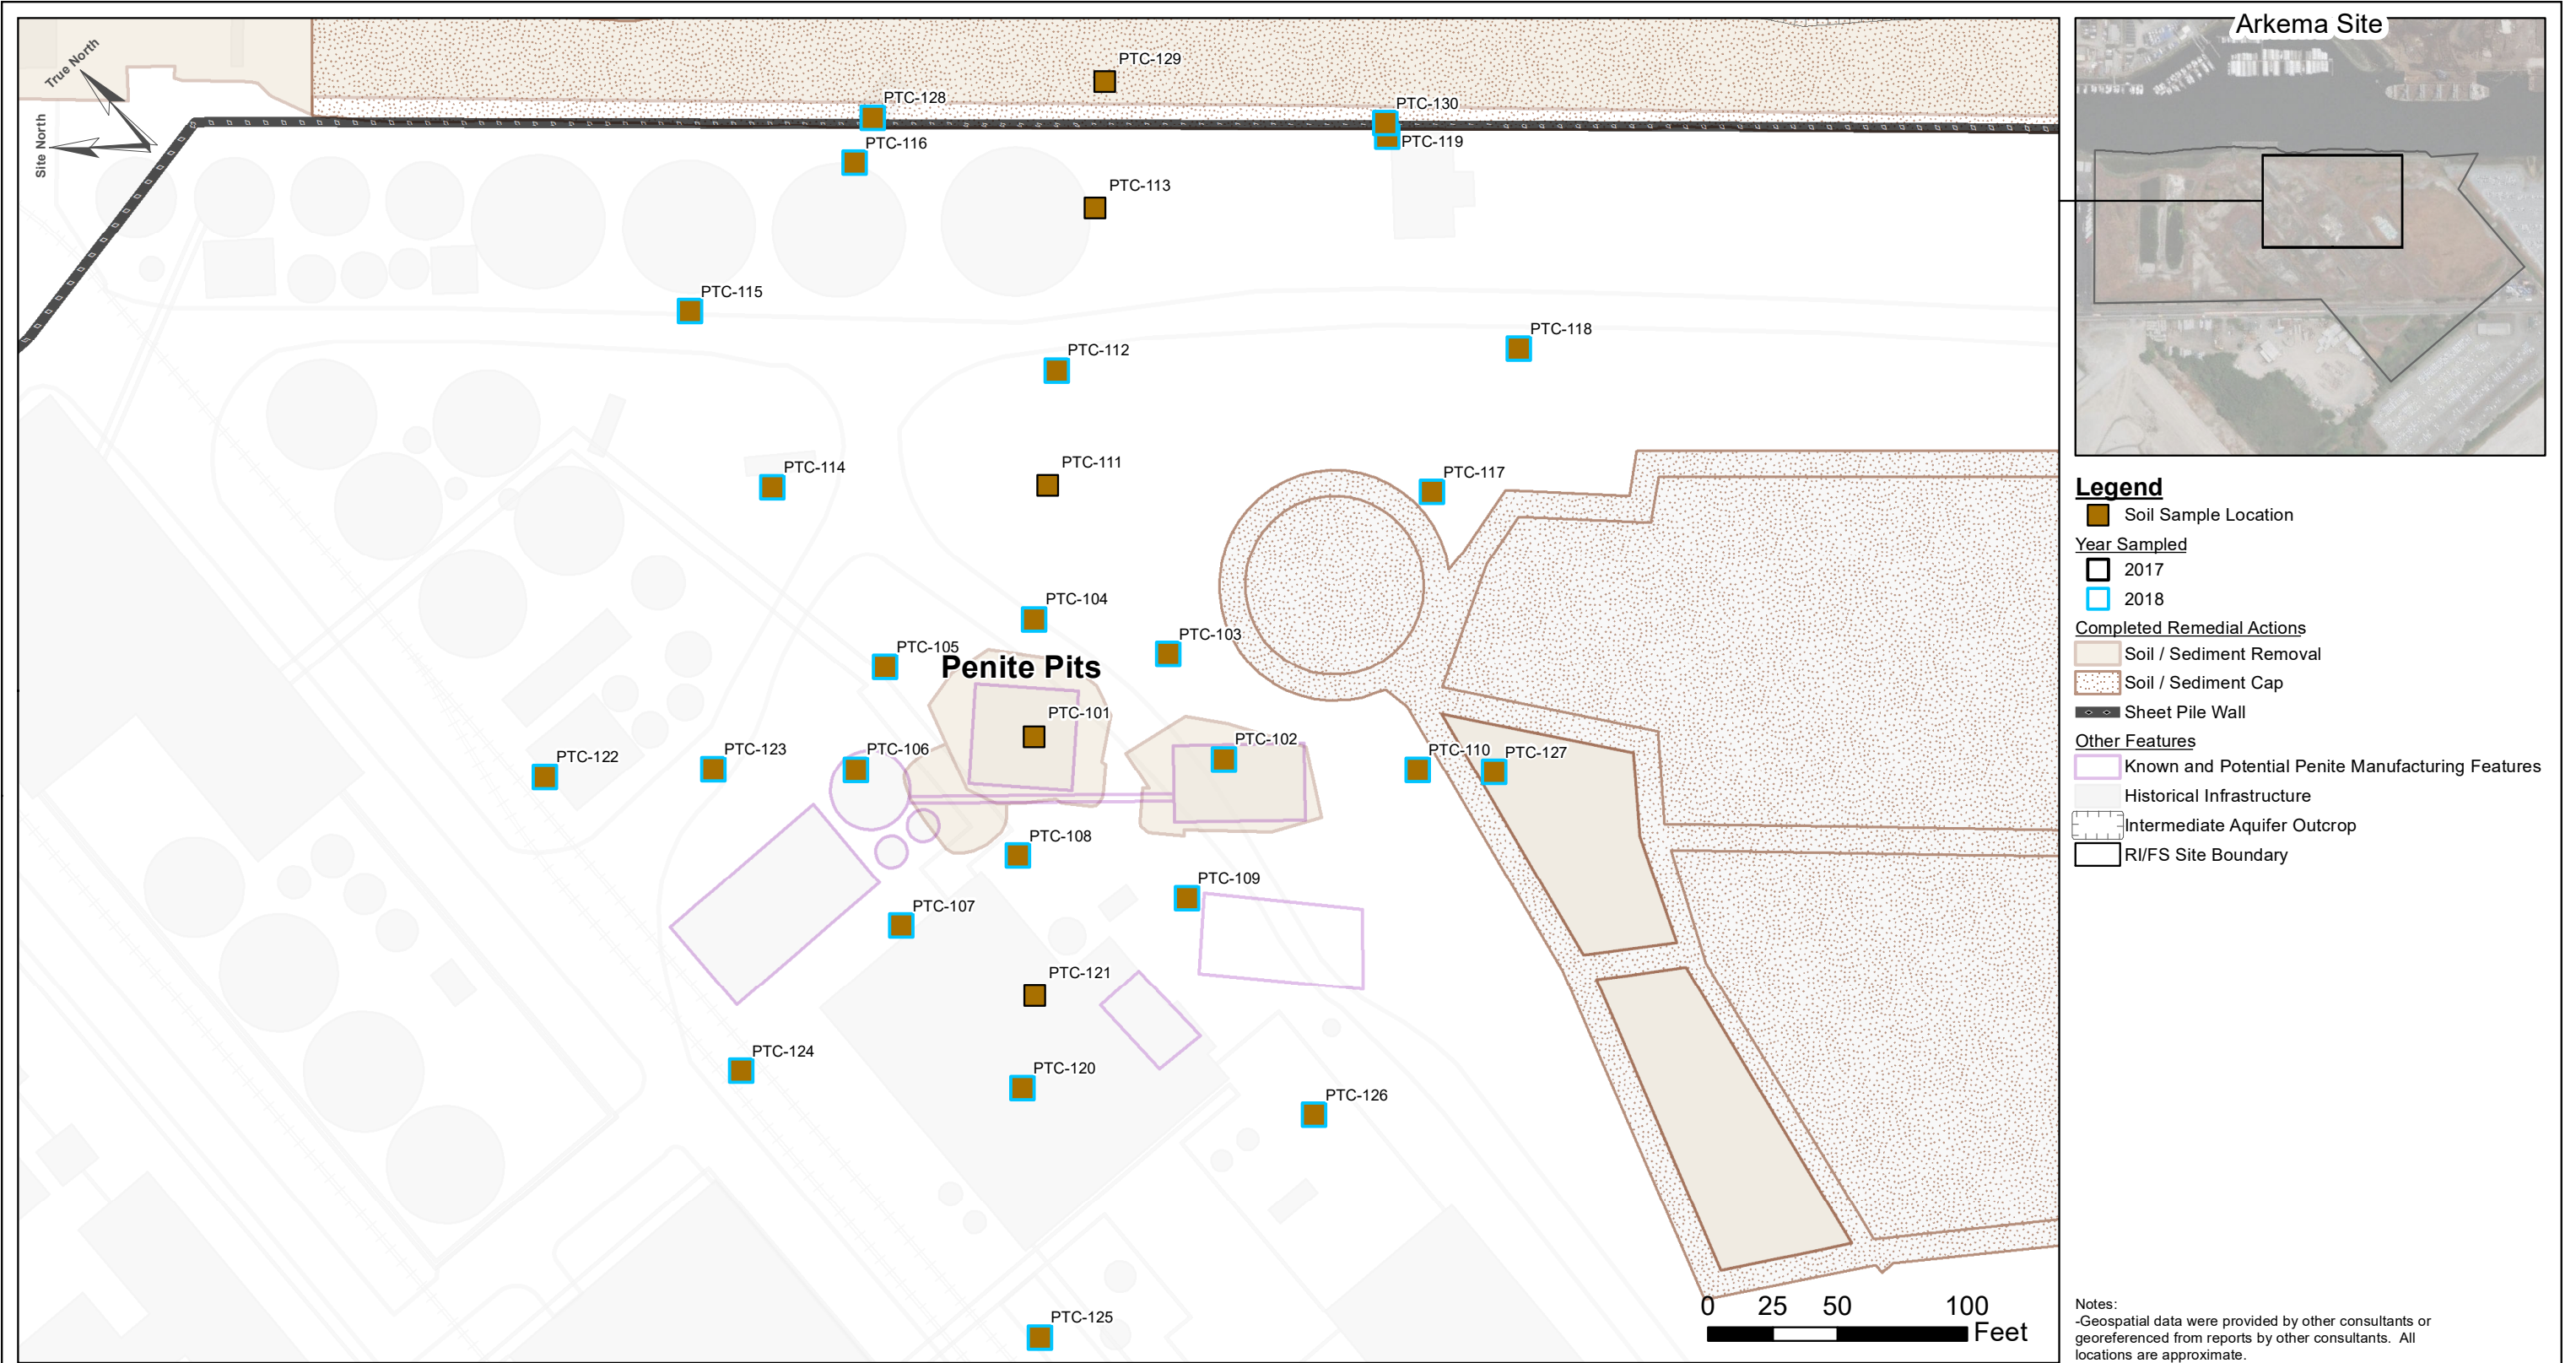 Arkema Site
True North
Site North
PTC-129
PTC-128
PTC-130
PTC-116
PTC-119
PTC-113
PTC-115
PTC-118
PTC-112
PTC-117
PTC-114
PTC-111
PTC-104
PTC-103
PTC-105
Penite Pits
PTC-101
PTC-102
PTC-122
PTC-123
PTC-106
PTC-110
PTC-127
PTC-108
PTC-109
PTC-107
PTC-121
PTC-124
PTC-120
PTC-126
PTC-125
0 25 50 100
Feet
Legend
Soil Sample Location
Year Sampled
2017
2018
Completed Remedial Actions
Soil / Sediment Removal
Soil / Sediment Cap
Sheet Pile Wall
Other Features
Known and Potential Penite Manufacturing Features
Historical Infrastructure
Intermediate Aquifer Outcrop
RI/FS Site Boundary
Notes:
-Geospatial data were provided by other consultants or
georeferenced from reports by other consultants. All
locations are approximate.